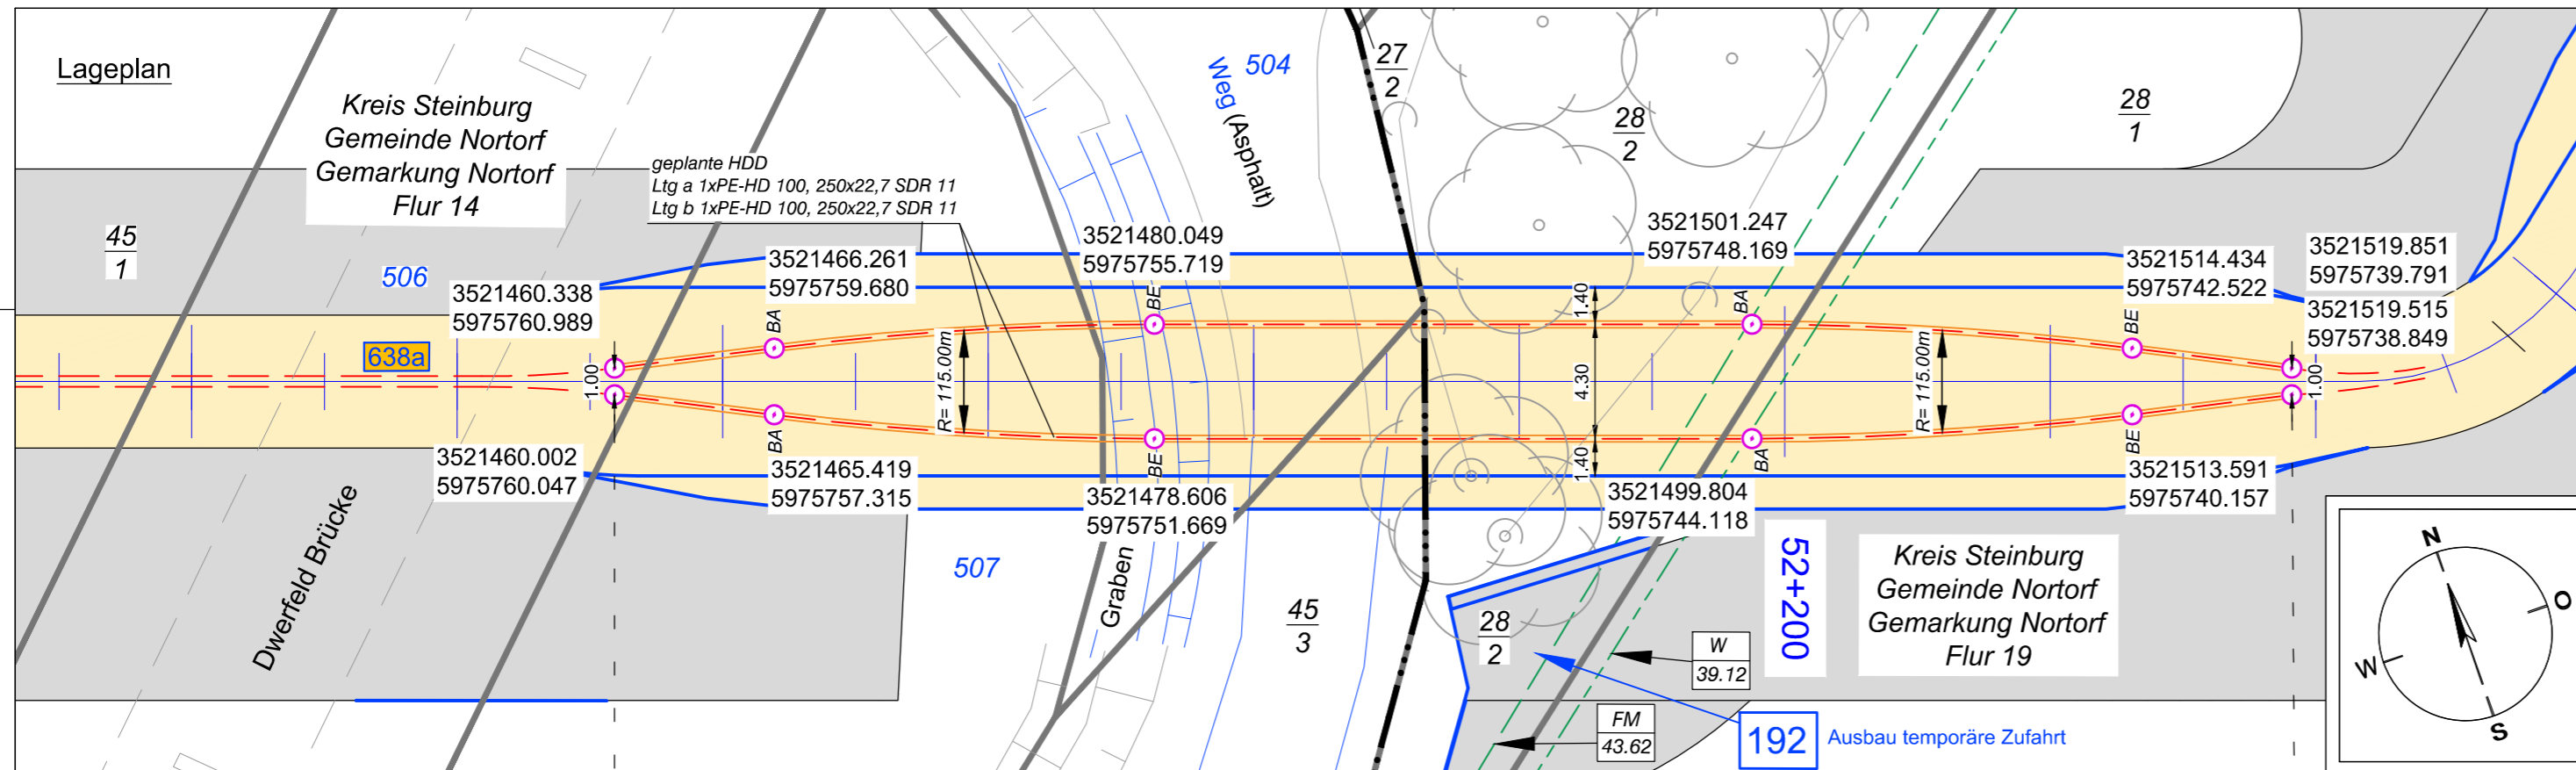 Lageplan
Kreis Steinburg
Gemeinde Nortorf
Gemarkung Nortorf
Flur 14
45
1
506
638a
geplante HDD
Ltg a 1xPE-HD 100, 250x22,7 SDR 11
Ltg b 1xPE-HD 100, 250x22,7 SDR 11
3521460.338
5975760.989
3521466.261
5975759.680
3521480.049
5975755.719
Weg (Asphalt)
504
27
2
28
2
28
1
3521501.247
5975748.169
3521514.434
5975742.522
3521519.851
5975739.791
3521519.515
5975738.849
BA
BE
BA
BE
1.00
R= 115.00m
1.40
4.30
1.40
R= 115.00m
1.00
BA
BE
BA
BE
3521460.002
5975760.047
3521465.419
5975757.315
3521478.606
5975751.669
3521499.804
5975744.118
3521513.591
5975740.157
Dwerfeld Brücke
507
Graben
45
3
28
2
52+200
Kreis Steinburg
Gemeinde Nortorf
Gemarkung Nortorf
Flur 19
W
39.12
FM
43.62
192
Ausbau temporäre Zufahrt
N
O
W
S